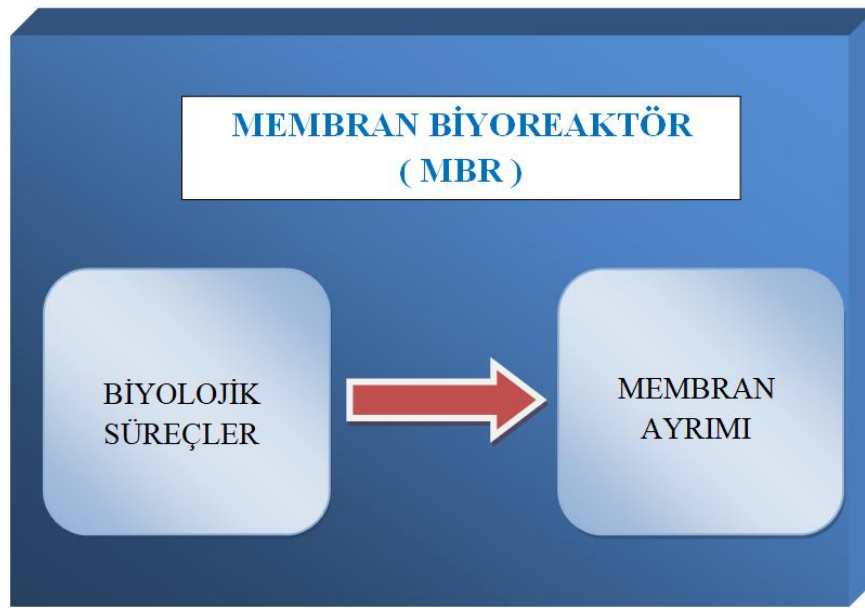 MEMBRAN BİYOREAKTÖR
( MBR )
BİYOLOJİK
SÜREÇLER
MEMBRAN
AYRIMI